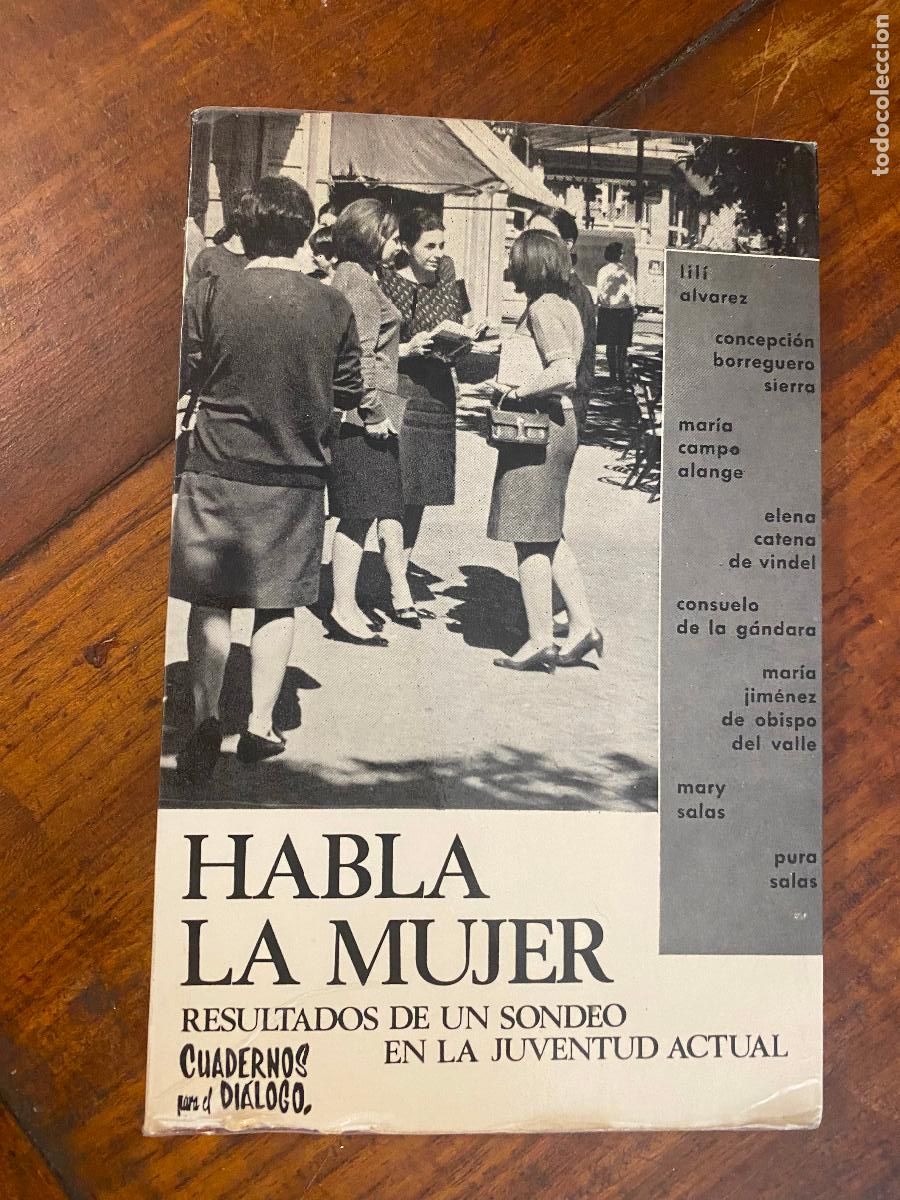 lilí
alvarez
concepción
borreguero
sierra
maría
campo
alange
elena
catena
de vindel
consuelo
de la gándara
maría
jiménez
de obispo
del valle
mary
salas
pura
salas
HABLA
LA MUJER
RESULTADOS DE UN SONDEO
EN LA JUVENTUD ACTUAL
CUADERNOS
para el DIÁLOGO.
todocoleccion